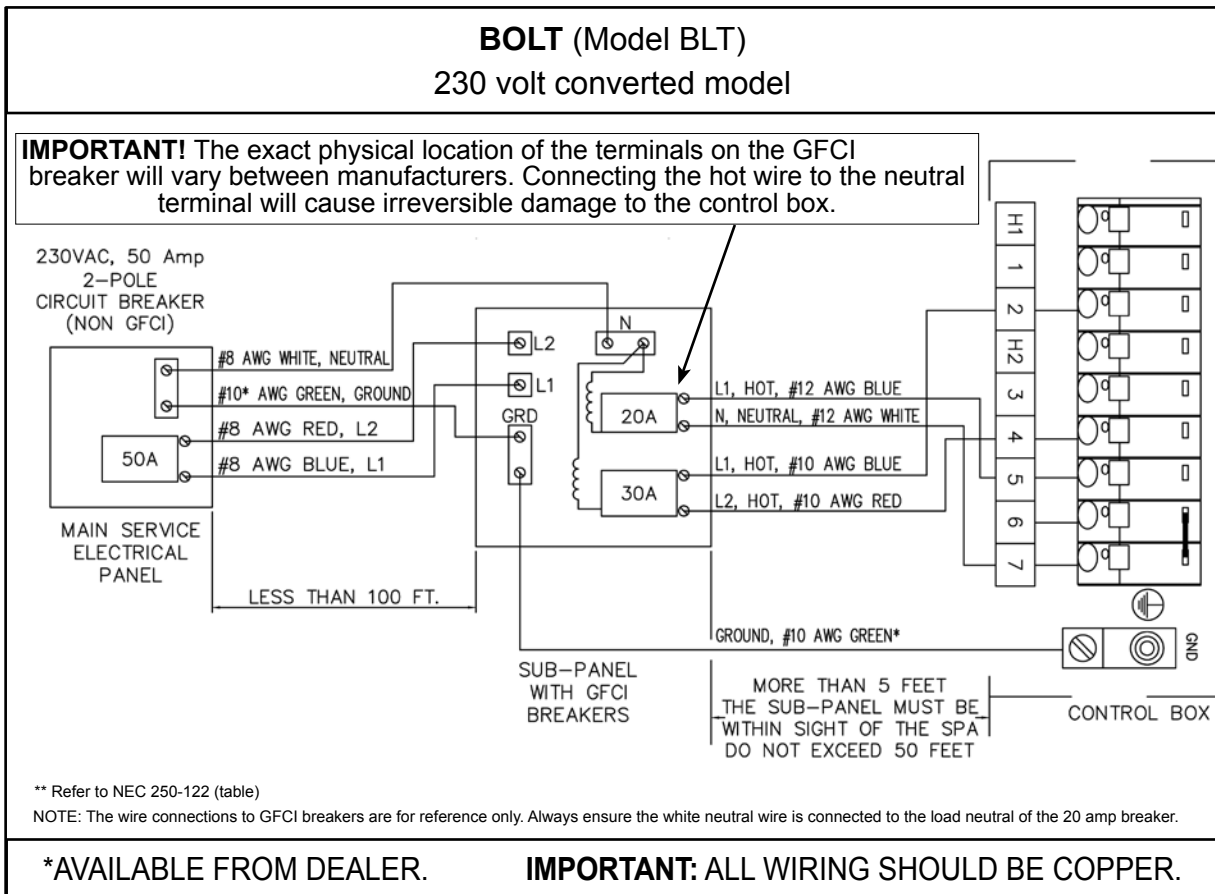 BOLT (Model BLT)
230 volt converted model
IMPORTANT! The exact physical location of the terminals on the GFCI
breaker will vary between manufacturers. Connecting the hot wire to the neutral
terminal will cause irreversible damage to the control box.
230VAC, 50 Amp
2-POLE
CIRCUIT BREAKER
(NON GFCI)
#8 AWG WHITE, NEUTRAL
#10* AWG GREEN, GROUND
#8 AWG RED, L2
#8 AWG BLUE, L1
50A
MAIN SERVICE
ELECTRICAL
PANEL
LESS THAN 100 FT.
N
L2
L1
GRD
20A
30A
SUB-PANEL
WITH GFCI
BREAKERS
L1, HOT, #12 AWG BLUE
N, NEUTRAL, #12 AWG WHITE
L1, HOT, #10 AWG BLUE
L2, HOT, #10 AWG RED
GROUND, #10 AWG GREEN*
MORE THAN 5 FEET
THE SUB-PANEL MUST BE
WITHIN SIGHT OF THE SPA
DO NOT EXCEED 50 FEET
H1
1
2
H2
3
4
5
6
7
GND
CONTROL BOX
** Refer to NEC 250-122 (table)
NOTE: The wire connections to GFCI breakers are for reference only. Always ensure the white neutral wire is connected to the load neutral of the 20 amp breaker.
*AVAILABLE FROM DEALER.
IMPORTANT: ALL WIRING SHOULD BE COPPER.